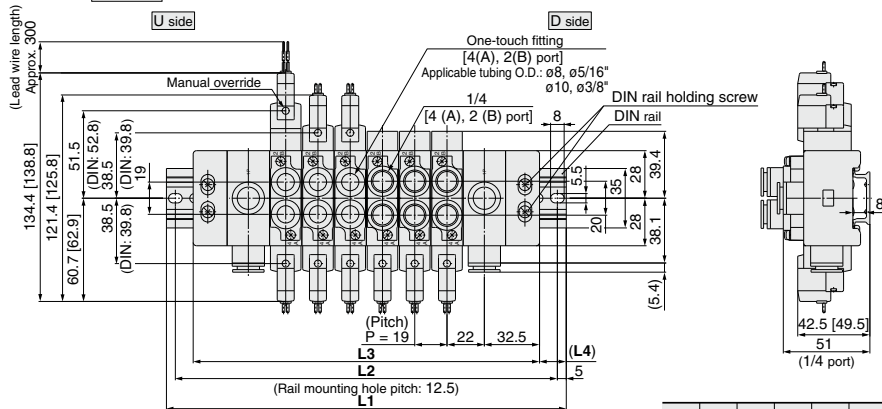 U side
D side
(Lead wire length)
Approx. 300
Manual override
One-touch fitting
[4(A), 2(B) port]
Applicable tubing O.D.: ø8, ø5/16"
ø10, ø3/8"
1/4
[4 (A), 2 (B) port]
8
DIN rail holding screw
DIN rail
134.4 [138.8]
121.4 [125.8]
60.7 [62.9]
51.5
(DIN: 52.8)
38.5
(DIN: 39.8)
19
38.5
(DIN: 39.8)
5.5
20
35
28
28
39.4
38.1
(5.4)
8
(Pitch)
P = 19
22
32.5
L3
(L4)
L2
5
(Rail mounting hole pitch: 12.5)
L1
42.5 [49.5]
51
(1/4 port)